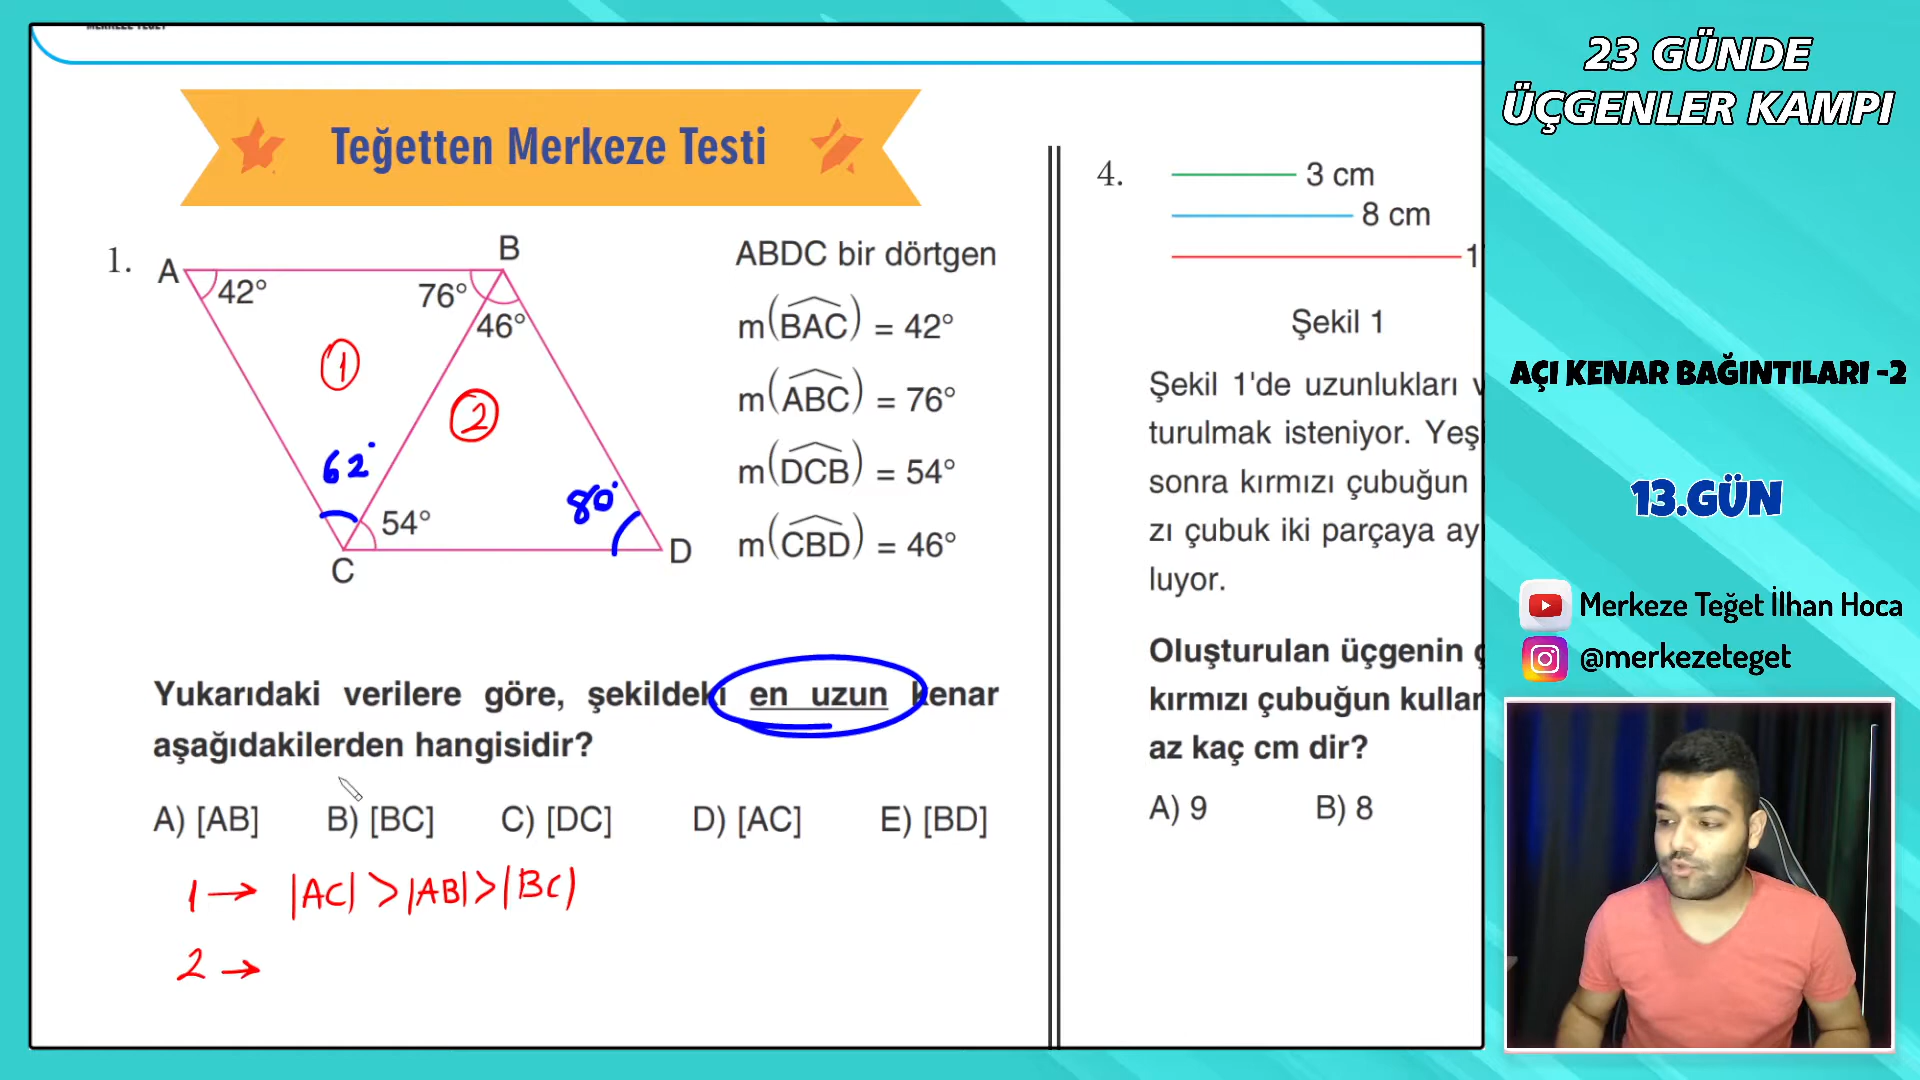 MERKEZE TEĞET
Teğetten Merkeze Testi
1.
A
B
42°
76°
46°
1
2
62°
80°
54°
C
D
ABDC bir dörtgen
m(BAC) = 42°
m(ABC) = 76°
m(DCB) = 54°
m(CBD) = 46°
Yukarıdaki verilere göre, şekildeki en uzun kenar
aşağıdakilerden hangisidir?
A) [AB] B) [BC] C) [DC] D) [AC] E) [BD]
1 → |AC| > |AB| > |BC|
2 →
4.
3 cm
8 cm
1
Şekil 1
Şekil 1'de uzunlukları
turulmak isteniyor.
sonra kırmızı çubuğun
zı çubuk iki parçaya ay
luyor.
Oluşturulan üçgenin
kırmızı çubuğun kullan
az kaç cm dir?
A) 9 B) 8
23 GÜNDE
ÜÇGENLER KAMPI
AÇI KENAR BAĞINTILARI -2
13.GÜN
Merkeze Teğet İlhan Hoca
@merkezeteget